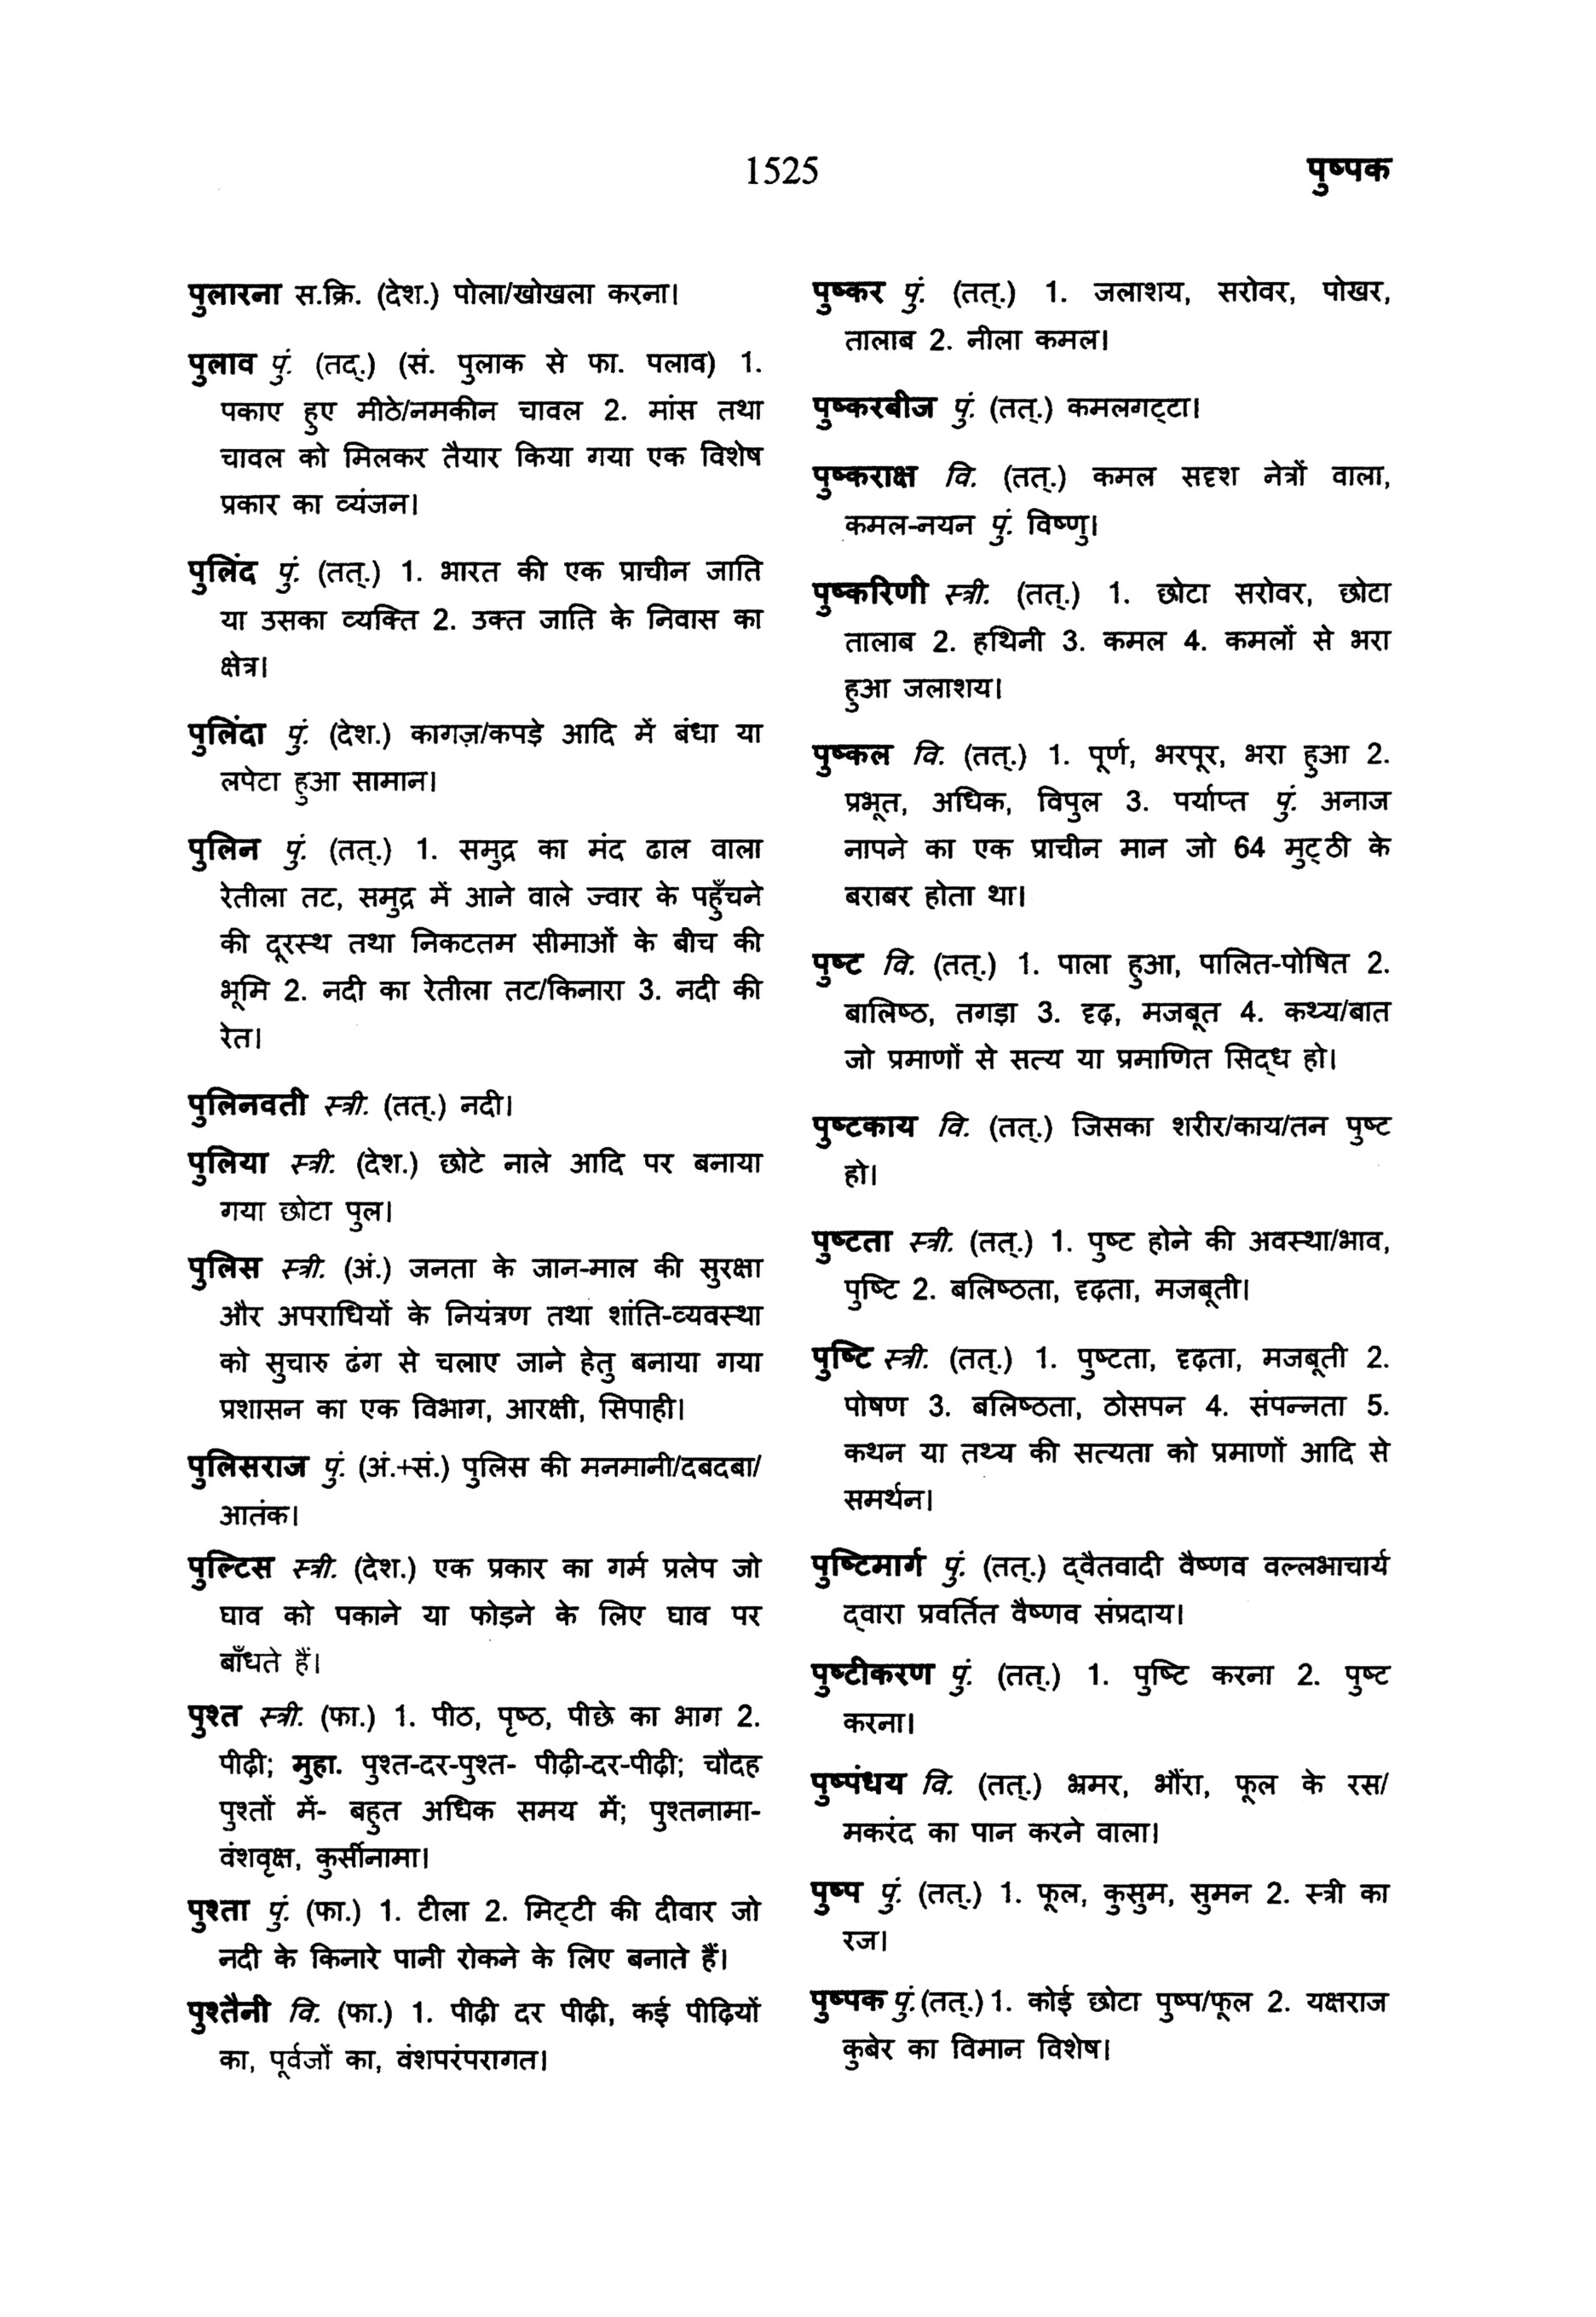 1525
पुष्पक
पुलारना स.क्रि. (देश.) पोला/खोखला करना।
पुलाव पुं. (तद्.) (सं. पुलाक से फा. पलाव) 1.
पकाए हुए मीठे/नमकीन चावल 2. मांस तथा
चावल को मिलकर तैयार किया गया एक विशेष
प्रकार का व्यंजन।
पुलिंद पुं. (तत्.) 1. भारत की एक प्राचीन जाति
या उसका व्यक्ति 2. उक्त जाति के निवास का
क्षेत्र।
पुलिंदा पुं. (देश.) कागज़/कपड़े आदि में बंधा या
लपेटा हुआ सामान।
पुलिन पुं. (तत्.) 1. समुद्र का मंद ढाल वाला
रेतीला तट, समुद्र में आने वाले ज्वार के पहुँचने
की दूरस्थ तथा निकटतम सीमाओं के बीच की
भूमि 2. नदी का रेतीला तट/किनारा 3. नदी की
रेत।
पुलिनवती स्त्री. (तत्.) नदी।
पुलिया स्त्री. (देश.) छोटे नाले आदि पर बनाया
गया छोटा पुल।
पुलिस स्त्री. (अं.) जनता के जान-माल की सुरक्षा
और अपराधियों के नियंत्रण तथा शांति-व्यवस्था
को सुचारु ढंग से चलाए जाने हेतु बनाया गया
प्रशासन का एक विभाग, आरक्षी, सिपाही।
पुलिसराज पुं. (अं.+सं.) पुलिस की मनमानी/दबदबा/
आतंक।
पुल्टिस स्त्री. (देश.) एक प्रकार का गर्म प्रलेप जो
घाव को पकाने या फोड़ने के लिए घाव पर
बाँधते हैं।
पुश्त स्त्री. (फा.) 1. पीठ, पृष्ठ, पीछे का भाग 2.
पीढ़ी; मुहा. पुश्त-दर-पुश्त- पीढ़ी-दर-पीढ़ी; चौदह
पुश्तों में- बहुत अधिक समय में; पुश्तनामा-
वंशवृक्ष, कुर्सीनामा।
पुश्ता पुं. (फा.) 1. टीला 2. मिट्टी की दीवार जो
नदी के किनारे पानी रोकने के लिए बनाते हैं।
पुश्तैनी वि. (फा.) 1. पीढ़ी दर पीढ़ी, कई पीढ़ियों
का, पूर्वजों का, वंशपरंपरागत।
पुष्कर पुं. (तत्.) 1. जलाशय, सरोवर, पोखर,
तालाब 2. नीला कमल।
पुष्करबीज पुं. (तत्.) कमलगट्टा।
पुष्कराक्ष वि. (तत्.) कमल सदृश नेत्रों वाला,
कमल-नयन पुं. विष्णु।
पुष्करिणी स्त्री. (तत्.) 1. छोटा सरोवर, छोटा
तालाब 2. हथिनी 3. कमल 4. कमलों से भरा
हुआ जलाशय।
पुष्कल वि. (तत्.) 1. पूर्ण, भरपूर, भरा हुआ 2.
प्रभूत, अधिक, विपुल 3. पर्याप्त पुं. अनाज
नापने का एक प्राचीन मान जो 64 मुट्ठी के
बराबर होता था।
पुष्ट वि. (तत्.) 1. पाला हुआ, पालित-पोषित 2.
बालिष्ठ, तगड़ा 3. दृढ़, मजबूत 4. कथ्य/बात
जो प्रमाणों से सत्य या प्रमाणित सिद्ध हो।
पुष्टकाय वि. (तत्.) जिसका शरीर/काय/तन पुष्ट
हो।
पुष्टता स्त्री. (तत्.) 1. पुष्ट होने की अवस्था/भाव,
पुष्टि 2. बलिष्ठता, दृढ़ता, मजबूती।
पुष्टि स्त्री. (तत्.) 1. पुष्टता, दृढ़ता, मजबूती 2.
पोषण 3. बलिष्ठता, ठोसपन 4. संपन्नता 5.
कथन या तथ्य की सत्यता को प्रमाणों आदि से
समर्थन।
पुष्टिमार्ग पुं. (तत्.) द्वैतवादी वैष्णव वल्लभाचार्य
द्वारा प्रवर्तित वैष्णव संप्रदाय।
पुष्टीकरण पुं. (तत्.) 1. पुष्टि करना 2. पुष्ट
करना।
पुष्पंधय वि. (तत्.) भ्रमर, भौंरा, फूल के रस/
मकरंद का पान करने वाला।
पुष्प पुं. (तत्.) 1. फूल, कुसुम, सुमन 2. स्त्री का
रज।
पुष्पक पुं. (तत्.) 1. कोई छोटा पुष्प/फूल 2. यक्षराज
कुबेर का विमान विशेष।